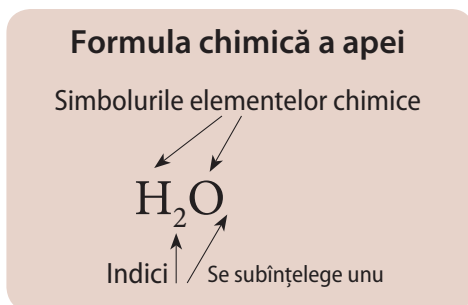 Formula chimică a apei
Simbolurile elementelor chimice
H₂O
Indici Se subînțelege unu